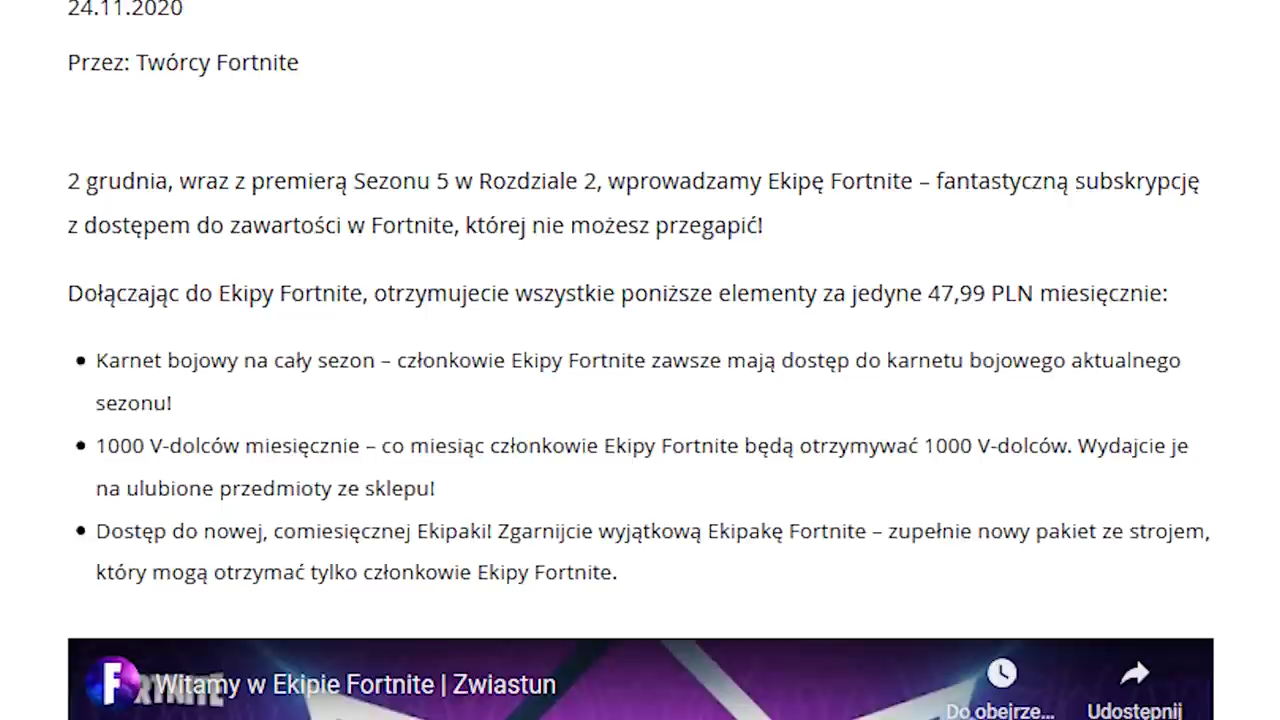 24.11.2020
Przez: Twórcy Fortnite
2 grudnia, wraz z premierą Sezonu 5 w Rozdziale 2, wprowadzamy Ekipę Fortnite – fantastyczną subskrypcję
z dostępem do zawartości w Fortnite, której nie możesz przegapić!
Dołączając do Ekipy Fortnite, otrzymujecie wszystkie poniższe elementy za jedyne 47,99 PLN miesięcznie:
• Karnet bojowy na cały sezon – członkowie Ekipy Fortnite zawsze mają dostęp do karnetu bojowego aktualnego
sezonu!
• 1000 V-dolców miesięcznie – co miesiąc członkowie Ekipy Fortnite będą otrzymywać 1000 V-dolców. Wydajcie je
na ulubione przedmioty ze sklepu!
• Dostęp do nowej, comiesięcznej Ekipaki! Zgarnijcie wyjątkową Ekipakę Fortnite – zupełnie nowy pakiet ze strojem,
który mogą otrzymać tylko członkowie Ekipy Fortnite.
F
Witamy w Ekipie Fortnite | Zwiastun
Do obejrze... Udostępnij